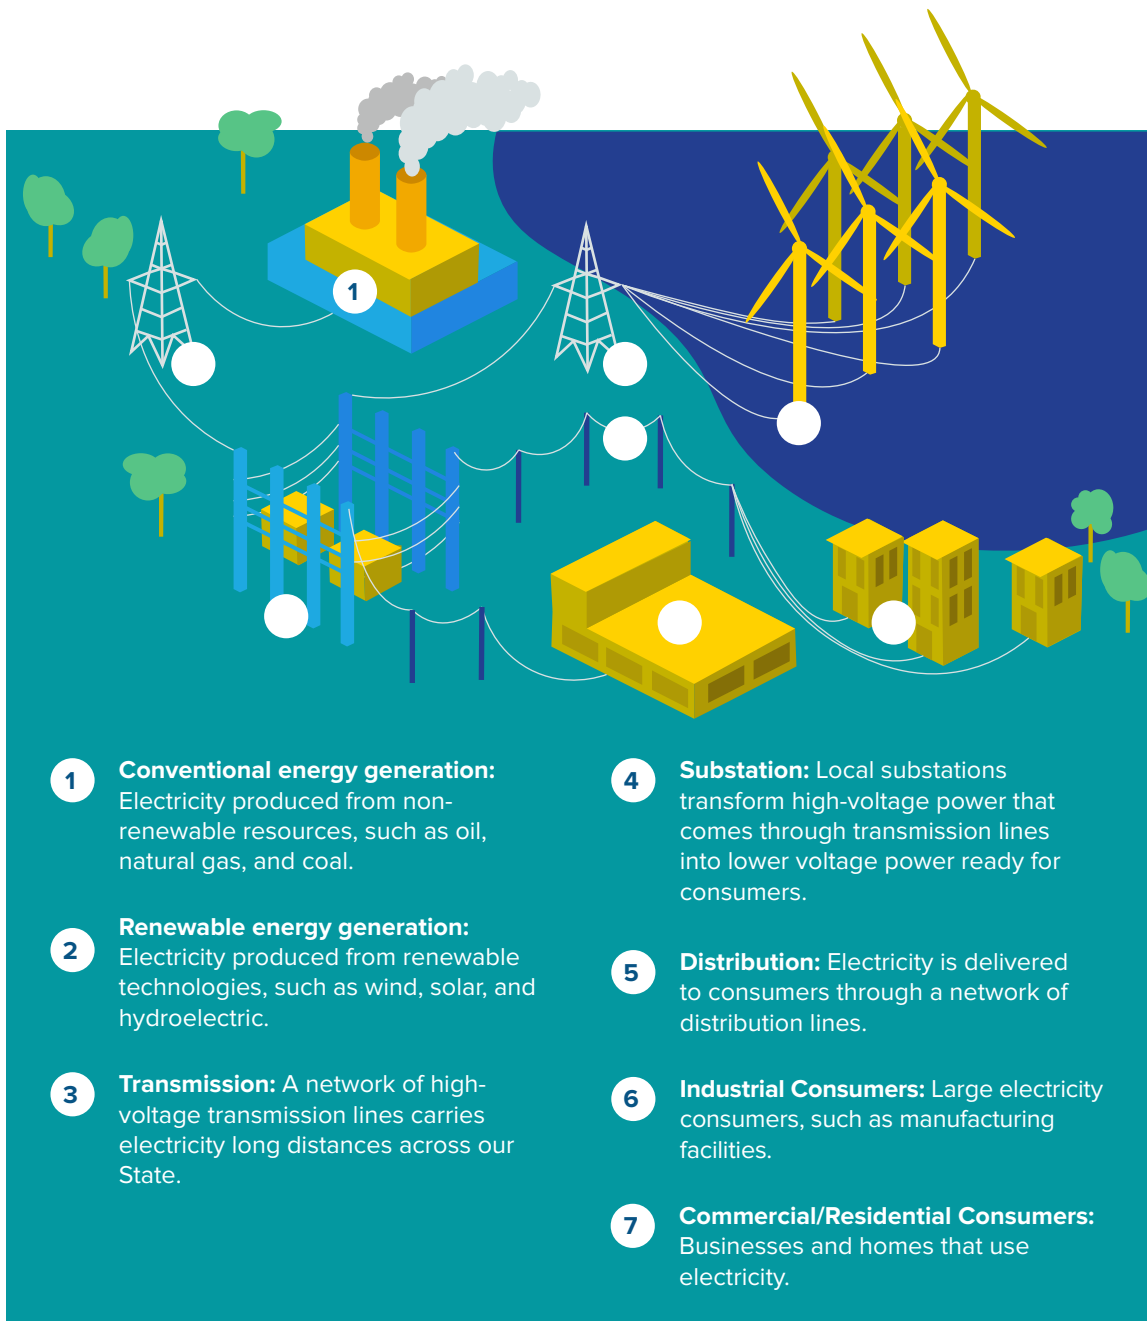 1
1
Conventional energy generation:
Electricity produced from non-
renewable resources, such as oil,
natural gas, and coal.
2
Renewable energy generation:
Electricity produced from renewable
technologies, such as wind, solar, and
hydroelectric.
3
Transmission: A network of high-
voltage transmission lines carries
electricity long distances across our
State.
4
Substation: Local substations
transform high-voltage power that
comes through transmission lines
into lower voltage power ready for
consumers.
5
Distribution: Electricity is delivered
to consumers through a network of
distribution lines.
6
Industrial Consumers: Large electricity
consumers, such as manufacturing
facilities.
7
Commercial/Residential Consumers:
Businesses and homes that use
electricity.